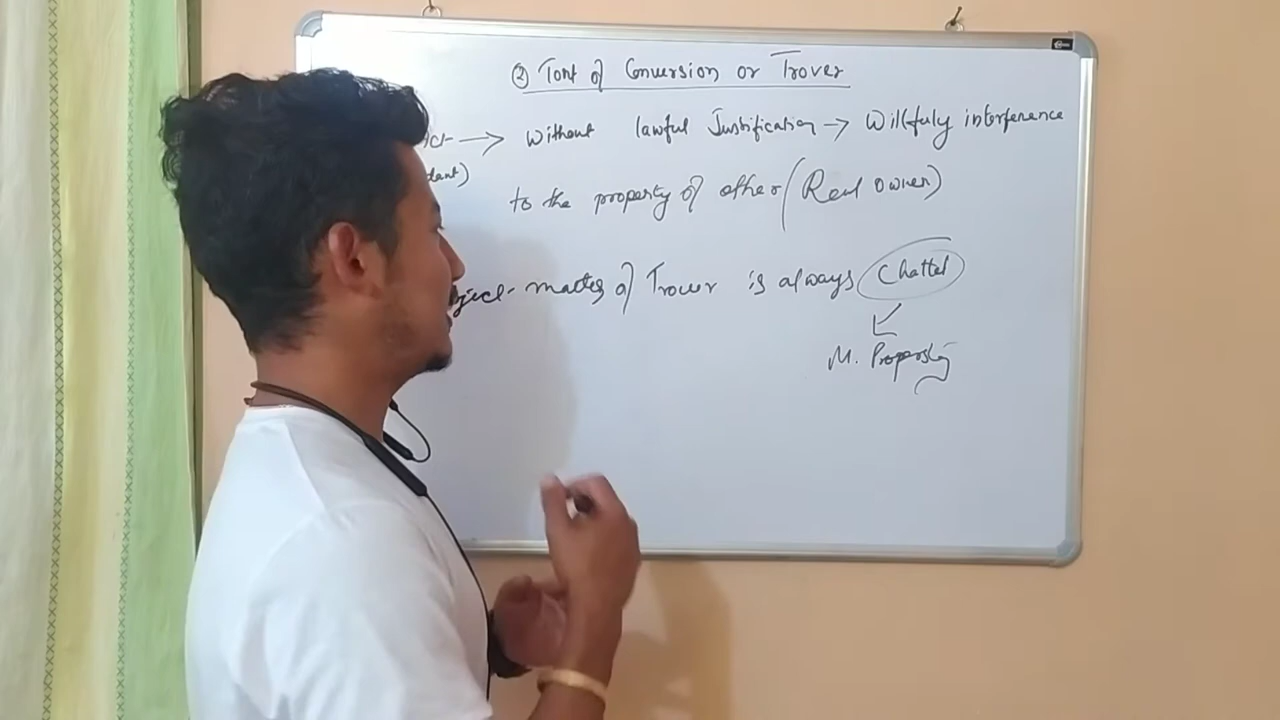 ② Tort of Conversion or Trover
→ without lawful Justification → Willfuly interference
to the property of other (Real owner)
matter of Trover is always Chattel
M. Property